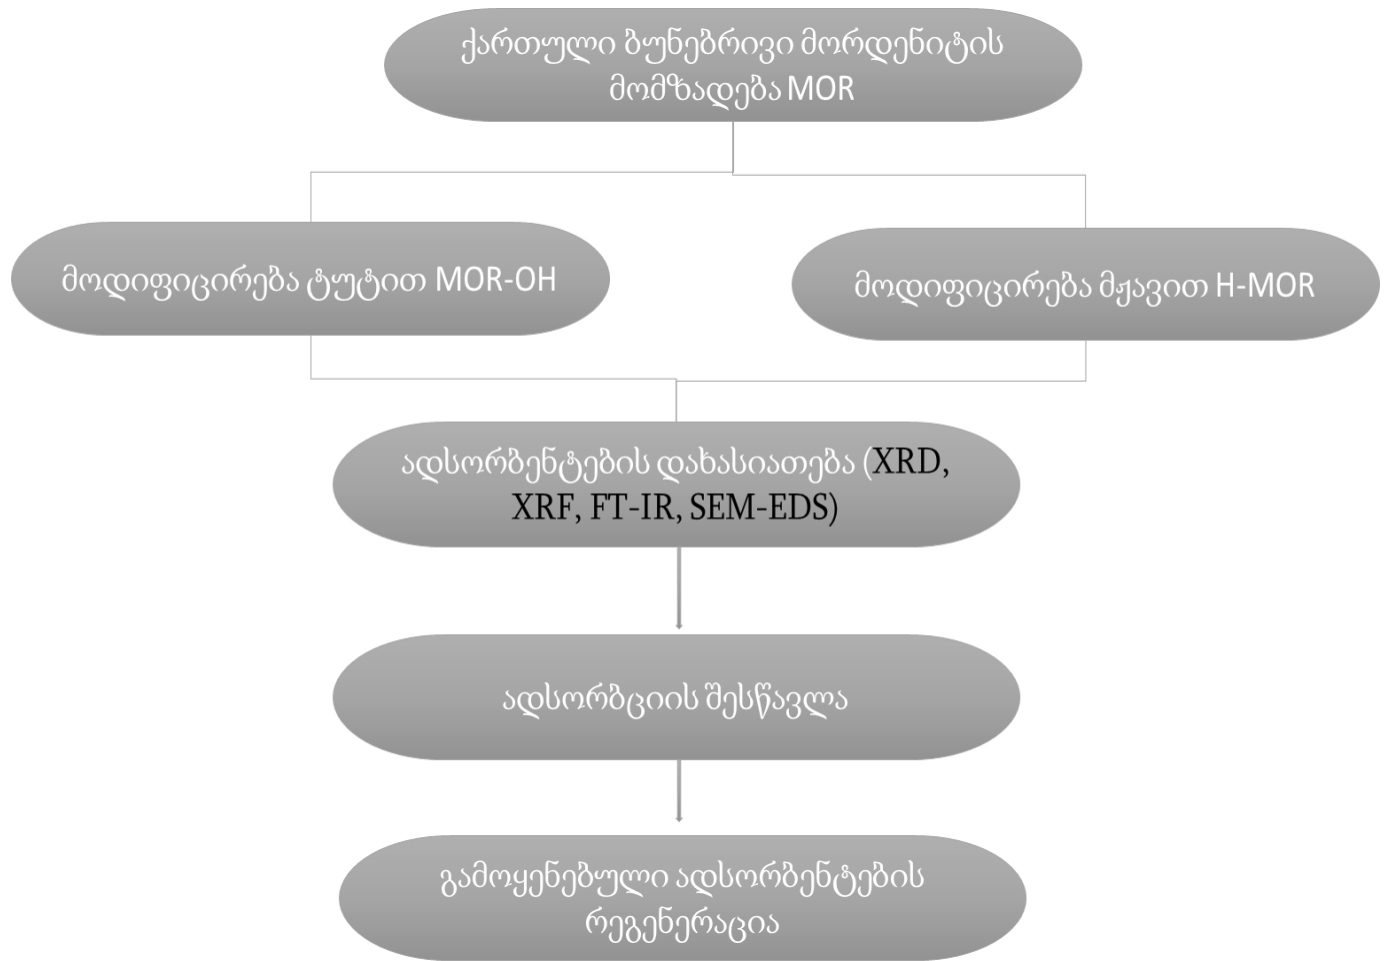 ქართული ბუნებრივი მორდენიტის
მომზადება MOR
მოდიფიცირება ტუტით MOR-OH
მოდიფიცირება მჟავით H-MOR
ადსორბენტების დახასიათება (XRD,
XRF, FT-IR, SEM-EDS)
ადსორბციის შესწავლა
გამოყენებული ადსორბენტების
რეგენერაცია